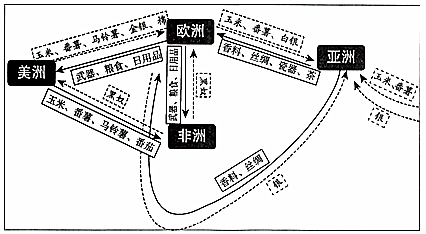 玉米、番薯、马铃薯、金银、棉
欧洲
玉米、番薯、白银
香料、丝绸、瓷器、茶
亚洲
美洲
武器、粮食、日用品
武器、粮食、日用品
黑奴
黑奴
玉米、番薯、马铃薯、番茄
非洲
玉米、番薯
银
香料、丝绸
银